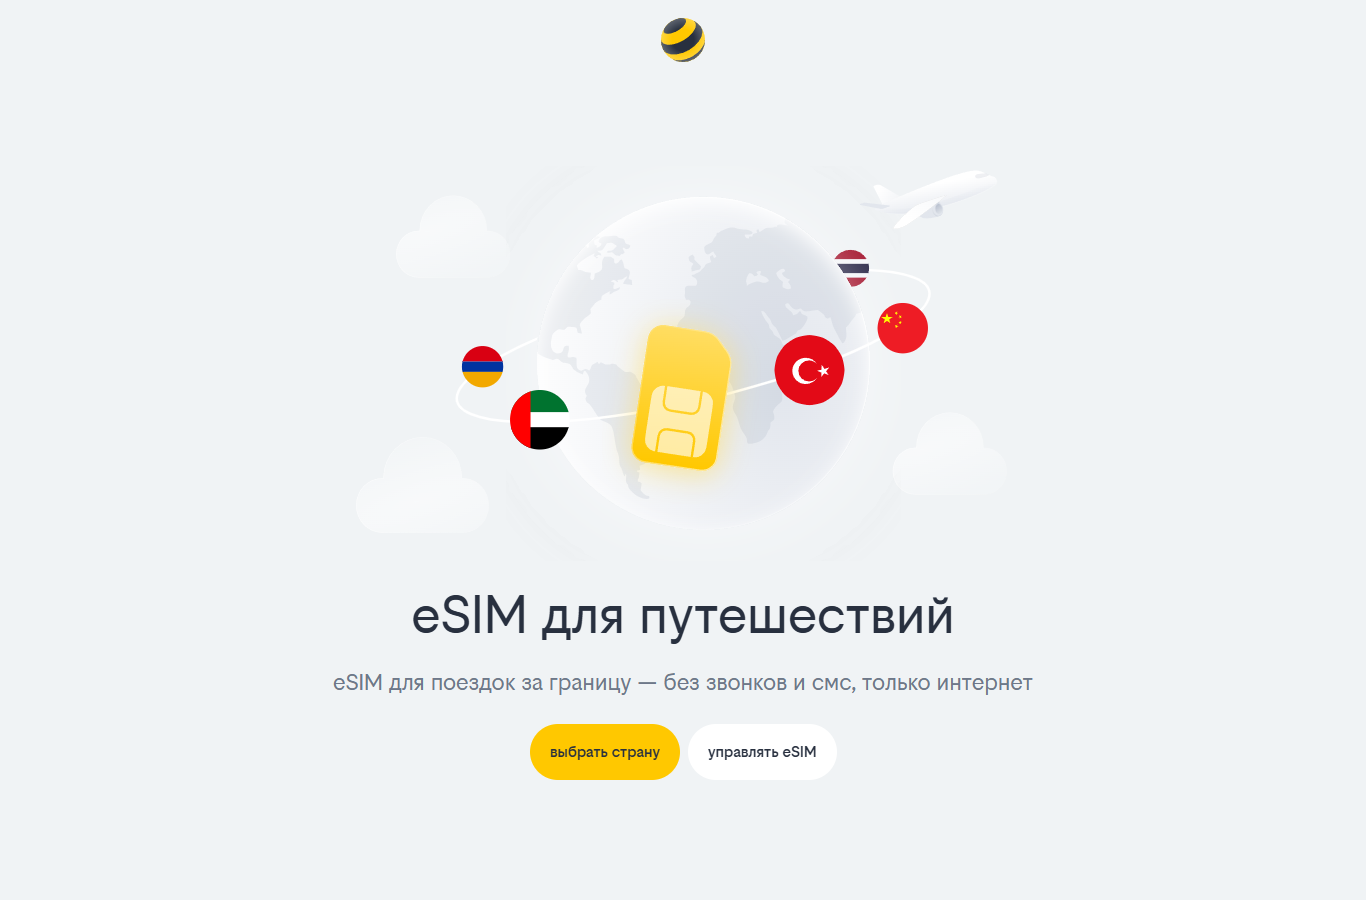 eSIM для путешествий
eSIM для поездок за границу — без звонков и смс, только интернет
выбрать страну
управлять eSIM